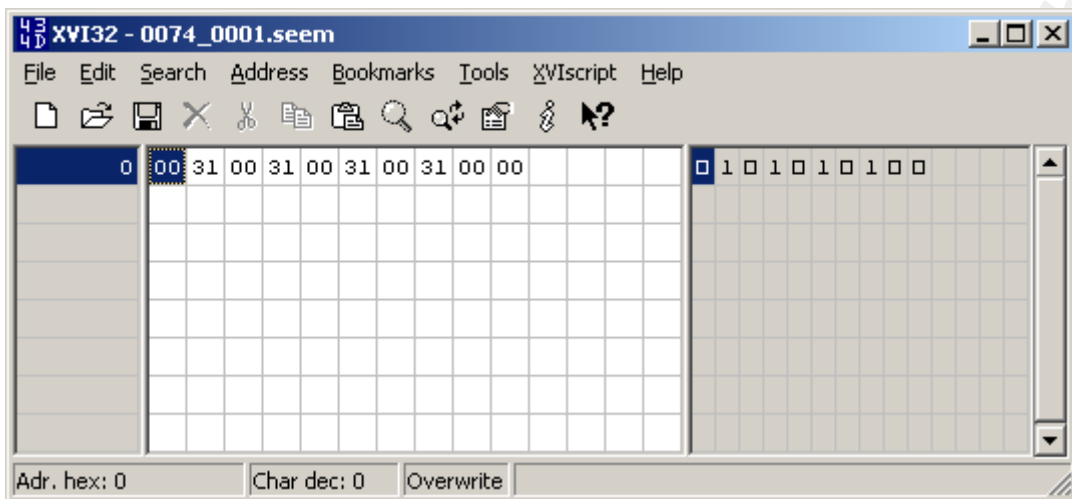 XVI32 - 0074_0001.seem
File Edit Search Address Bookmarks Tools XVIscript Help
0 00 31 00 31 00 31 00 31 00 00 □ 1 □ 1 □ 1 □ 1 □ □
Adr. hex: 0 Char dec: 0 Overwrite